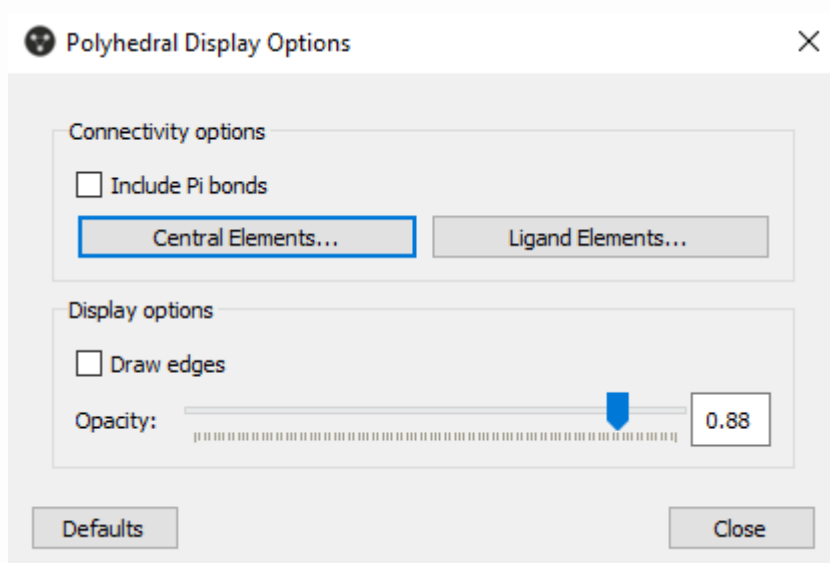 Polyhedral Display Options
Connectivity options
Include Pi bonds
Central Elements... Ligand Elements...
Display options
Draw edges
Opacity: 0.88
Defaults Close